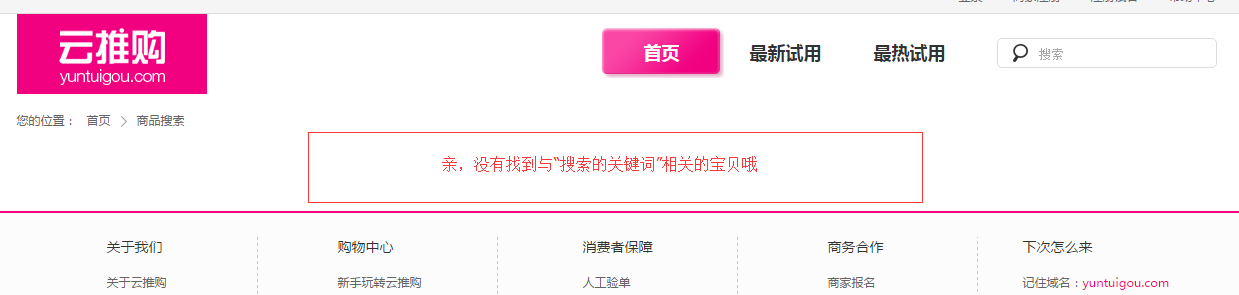 云推购
yuntuigou.com
首页
最新试用
最热试用
搜索
您的位置： 首页 > 商品搜索
亲，没有找到与“搜索的关键词”相关的宝贝哦
关于我们
购物中心
消费者保障
商务合作
下次怎么来
关于云推购
新手玩转云推购
人工验单
商家报名
记住域名：yuntuigou.com